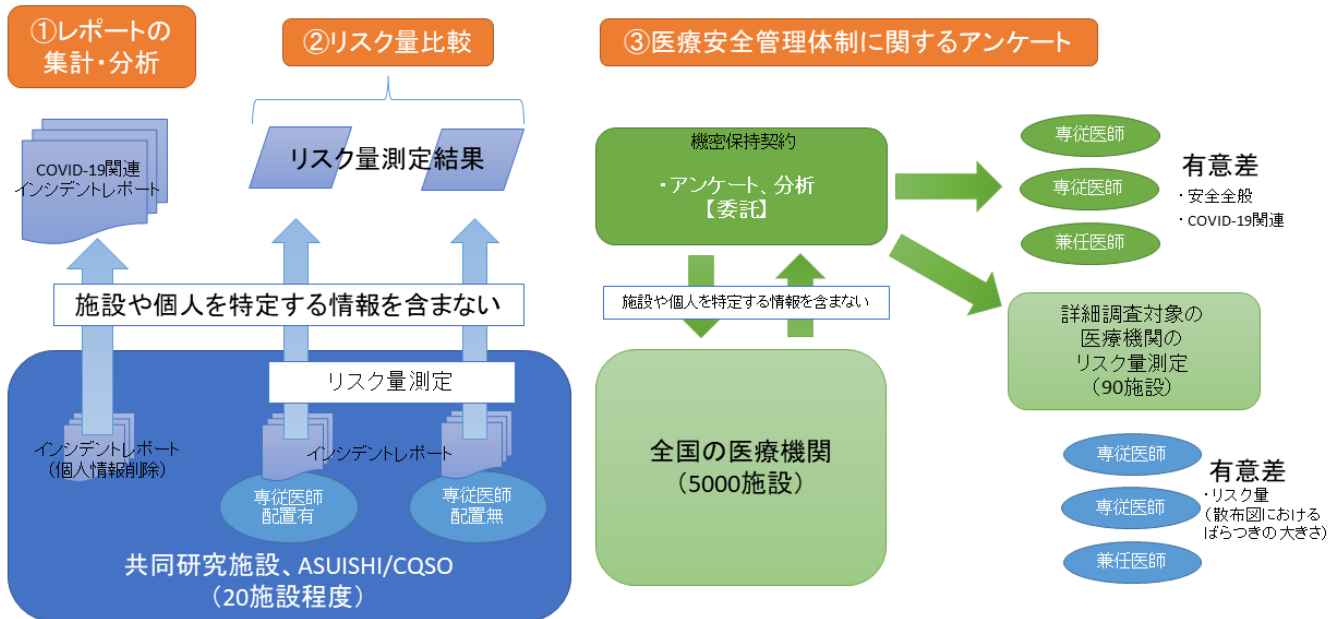 ①レポートの
集計・分析
②リスク量比較
③医療安全管理体制に関するアンケート
COVID-19関連
インシデントレポート
リスク量測定結果
施設や個人を特定する情報を含まない
リスク量測定
インシデントレポート
（個人情報削除）
インシデントレポート
専従医師
配置有
専従医師
配置無
共同研究施設、ASUISHI/CQSO
（20施設程度）
機密保持契約
・アンケート、分析
【委託】
施設や個人を特定する情報を含まない
全国の医療機関
（5000施設）
専従医師
専従医師
兼任医師
有意差
・安全全般
・COVID-19関連
詳細調査対象の
医療機関の
リスク量測定
（90施設）
専従医師
専従医師
兼任医師
有意差
・リスク量
（散布図における
ばらつきの大きさ）